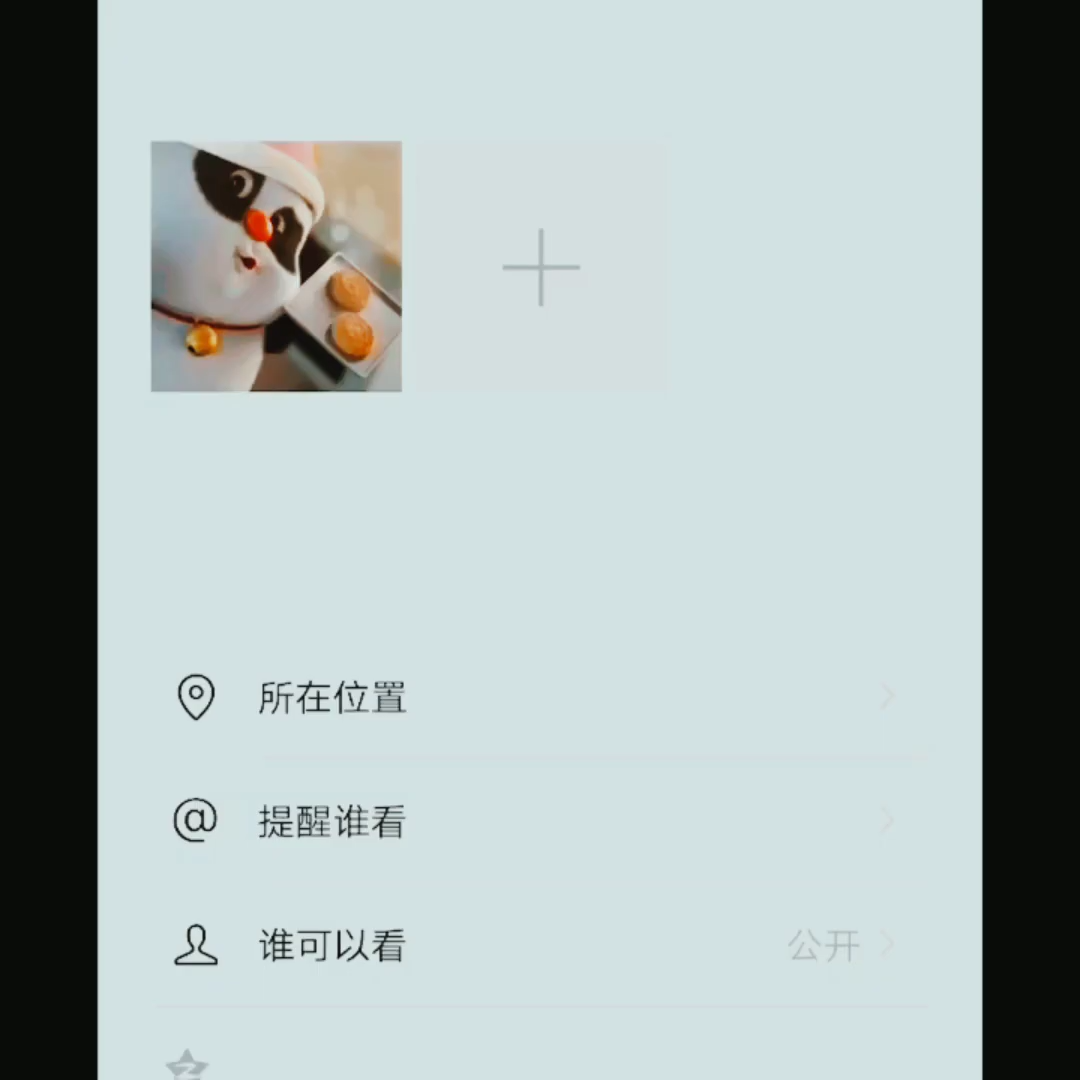 所在位置
@ 提醒谁看
谁可以看 公开